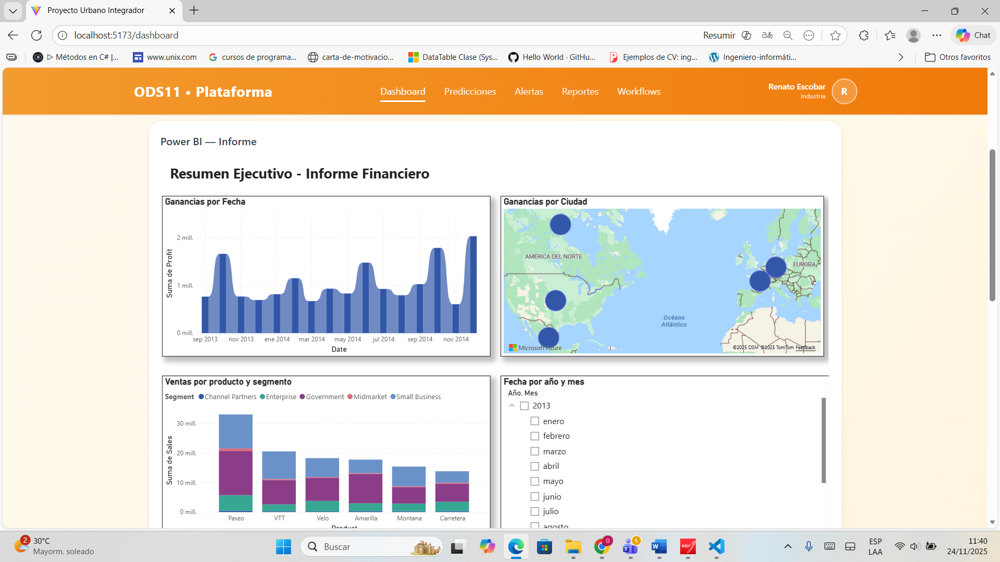 Proyecto Urbano Integrador
localhost:5173/dashboard
Resumir
Chat
Métodos en C# |...
www.unix.com
cursos de programa...
carta-de-motivacio...
DataTable Clase (Sys...
Hello World · GitHu...
Ejemplos de CV: ing...
Ingeniero-informáti...
Otros favoritos
ODS11 • Plataforma
Dashboard
Predicciones
Alertas
Reportes
Workflows
Renato Escobar
Industria
R
Power BI — Informe
Resumen Ejecutivo - Informe Financiero
Ganancias por Fecha
Suma de Profit
2 mill.
1 mill.
0 mill.
sep 2013
nov 2013
ene 2014
mar 2014
may 2014
jul 2014
sep 2014
nov 2014
Date
Ganancias por Ciudad
AMÉRICA DEL NORTE
EUROPA
Océano
Atlántico
Microsoft Azure
©2025 OSM ©2025 TomTom Feedback
Ventas por producto y segmento
Segment Channel Partners Enterprise Government Midmarket Small Business
Suma de Sales
30 mill.
20 mill.
10 mill.
0 mill.
Paseo
VTT
Velo
Amarilla
Montana
Carretera
Product
Fecha por año y mes
Año, Mes
2013
enero
febrero
marzo
abril
mayo
junio
julio
agosto
2
30°C
Mayorm. soleado
Buscar
0
ESP
LAA
11:40
24/11/2025